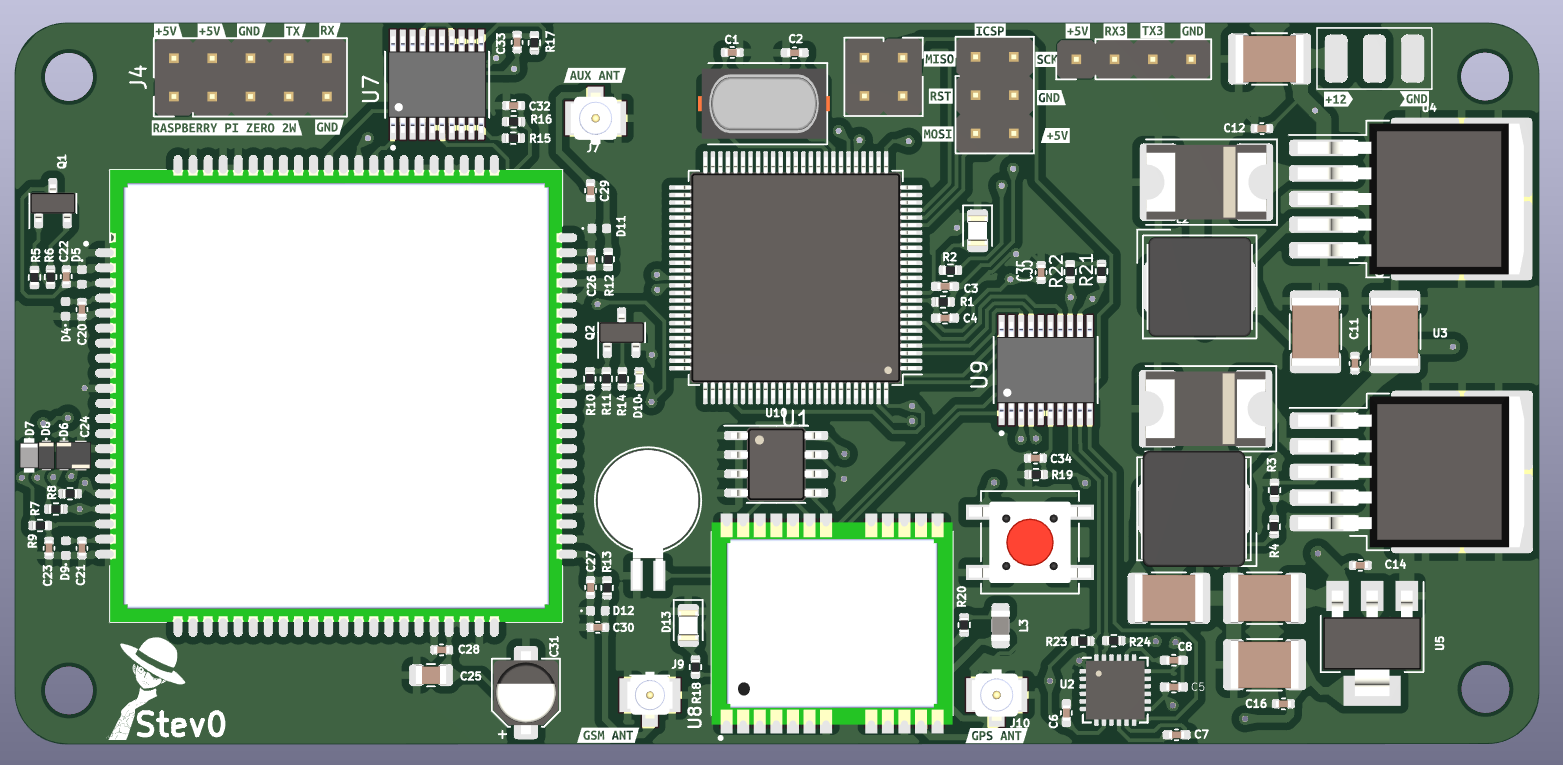 +5V +5V GND TX RX
J4
RASPBERRY PI ZERO 2W GND
U7
C33
R17
C32
R16
R15
AUX ANT
J7
C1 C2
ICSP
MISO SCK
RST GND
MOSI +5V
+5V RX3 TX3 GND
+12 GND
U4
C12
Q1
R5 R6 C22 D5
D4 C20
C29
D11
C26 R12
Q2
R10 R11 R14 D10
R2
C3
R1
C4
C35 R22 R21
U9
C11
U3
D7 D8 D6 C24
R8
R7
R9
C23 D9 C21
U10
U1
C34
R19
R3
R4
C14
C27 R13
D12
C30
D13
R20
L3
R23 R24
C8
U2
C5
C6
C7
C16
U5
C28
C25
C31
+
J9
R18
U8
J10
GSM ANT
GPS ANT
Stev0